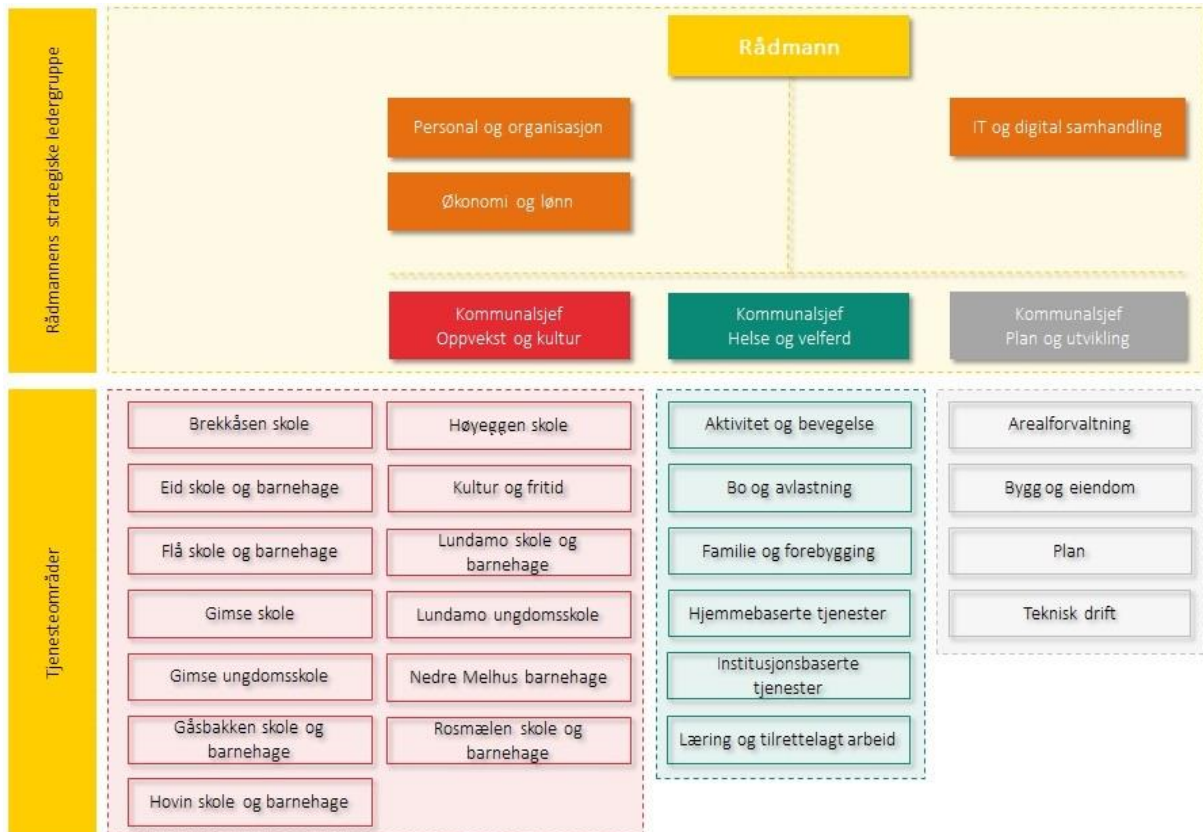 Rådmannens strategiske ledergruppe
Rådmann
Personal og organisasjon
IT og digital samhandling
Økonomi og lønn
Kommunalsjef
Oppvekst og kultur
Kommunalsjef
Helse og velferd
Kommunalsjef
Plan og utvikling
Tjenesteområder
Brekkåsen skole
Eid skole og barnehage
Flå skole og barnehage
Gimse skole
Gimse ungdomsskole
Gåsbakken skole og
barnehage
Hovin skole og barnehage
Høyeggen skole
Kultur og fritid
Lundamo skole og
barnehage
Lundamo ungdomsskole
Nedre Melhus barnehage
Rosmælen skole og
barnehage
Aktivitet og bevegelse
Bo og avlastning
Familie og forebygging
Hjemmebaserte tjenester
Institusjonsbaserte
tjenester
Læring og tilrettelagt arbeid
Arealforvaltning
Bygg og eiendom
Plan
Teknisk drift